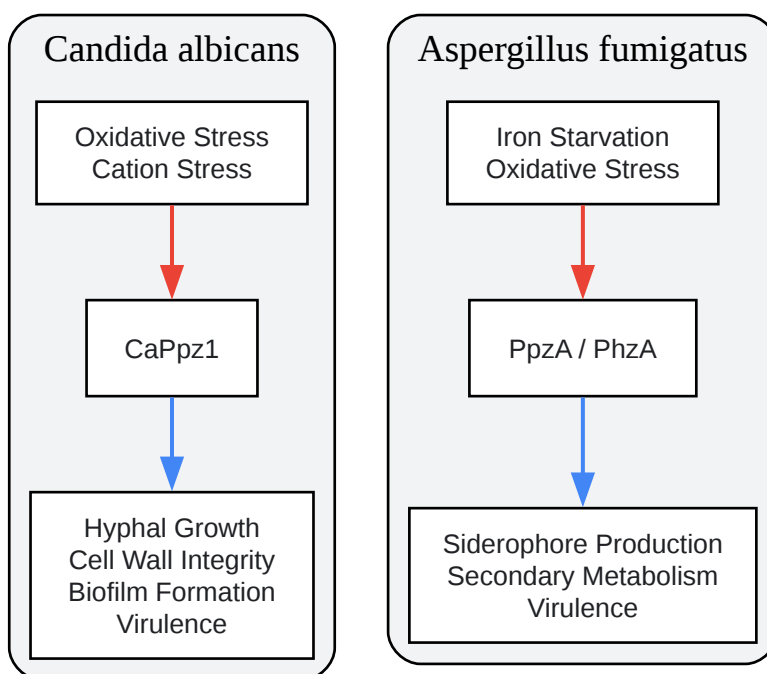 Candida albicans
Oxidative Stress
Cation Stress
CaPpz1
Hyphal Growth
Cell Wall Integrity
Biofilm Formation
Virulence
Aspergillus fumigatus
Iron Starvation
Oxidative Stress
PpzA / PhzA
Siderophore Production
Secondary Metabolism
Virulence